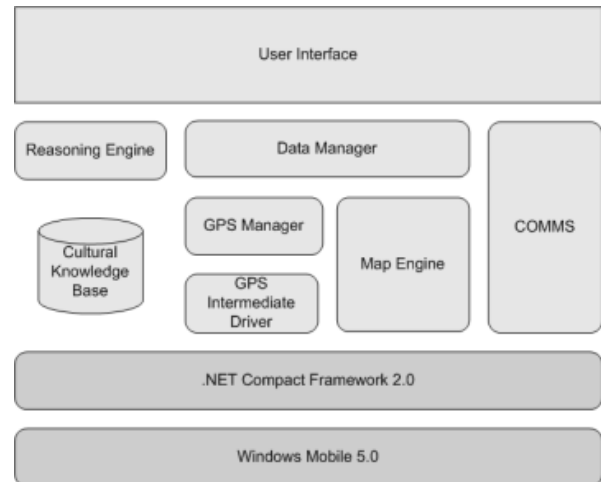 User Interface
Reasoning Engine
Data Manager
COMMS
GPS Manager
Map Engine
Cultural
Knowledge
Base
GPS
Intermediate
Driver
.NET Compact Framework 2.0
Windows Mobile 5.0